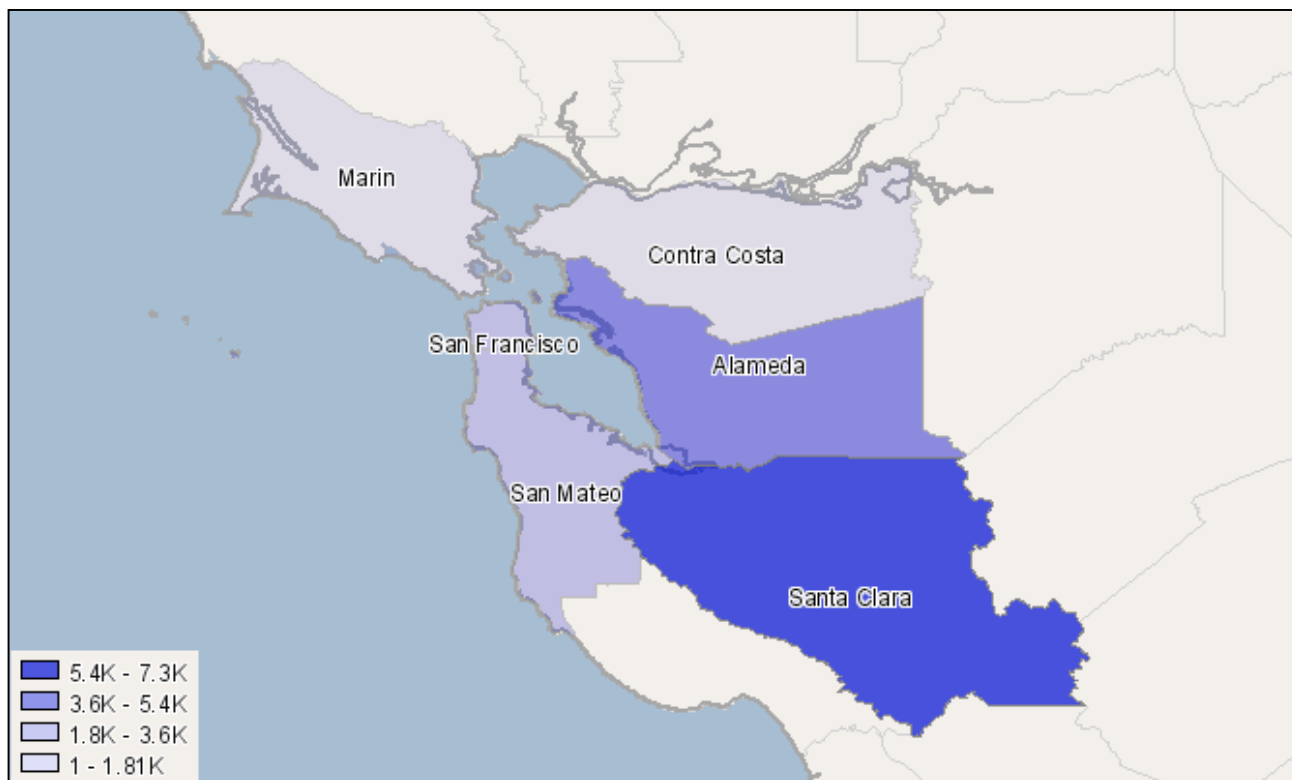 Marin
Contra Costa
San Francisco
Alameda
San Mateo
Santa Clara
5.4K - 7.3K
3.6K - 5.4K
1.8K - 3.6K
1 - 1.81K